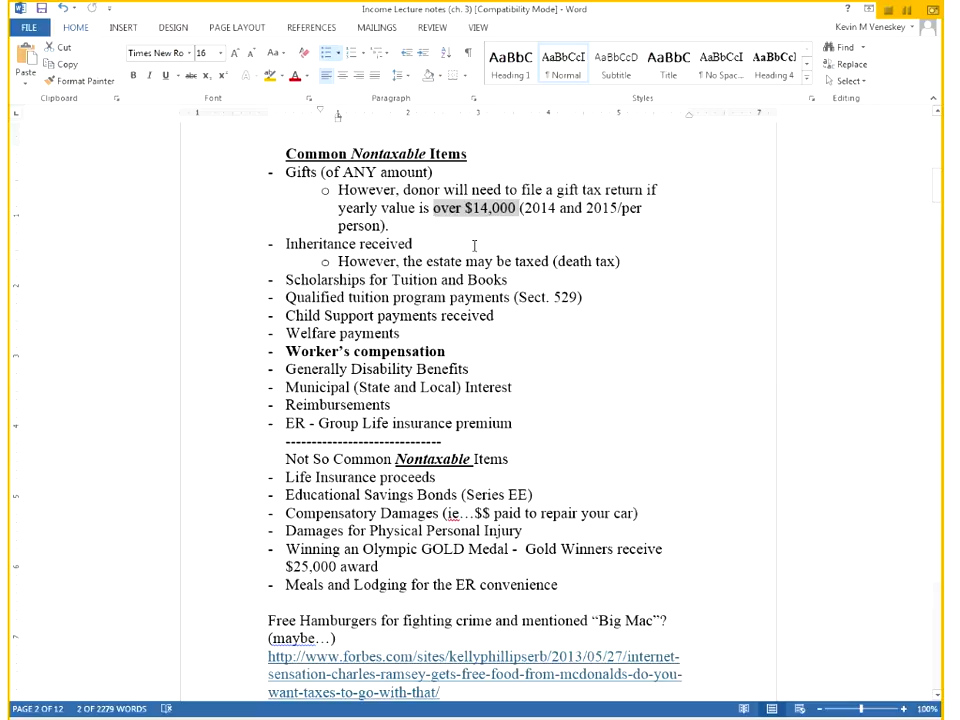 Income Lecture notes (ch. 3) [Compatibility Mode] - Word
FILE HOME INSERT DESIGN PAGE LAYOUT REFERENCES MAILINGS REVIEW VIEW Kevin M Veneskey
Paste Cut Copy Format Painter
Times New Ro 16
AaBbC AaBbCcI AaBbCcD AaBbC AaBbCcI AaBbCc
Heading 1 ¶ Normal Subtitle Title ¶ No Spac... Heading 4
Find Replace Select
Clipboard Font Paragraph Styles Editing
Common Nontaxable Items
- Gifts (of ANY amount)
o However, donor will need to file a gift tax return if
yearly value is over $14,000 (2014 and 2015/per
person).
- Inheritance received
o However, the estate may be taxed (death tax)
- Scholarships for Tuition and Books
- Qualified tuition program payments (Sect. 529)
- Child Support payments received
- Welfare payments
- Worker's compensation
- Generally Disability Benefits
- Municipal (State and Local) Interest
- Reimbursements
- ER - Group Life insurance premium
------------------------------
Not So Common Nontaxable Items
- Life Insurance proceeds
- Educational Savings Bonds (Series EE)
- Compensatory Damages (ie…$$ paid to repair your car)
- Damages for Physical Personal Injury
- Winning an Olympic GOLD Medal - Gold Winners receive
$25,000 award
- Meals and Lodging for the ER convenience
Free Hamburgers for fighting crime and mentioned “Big Mac”?
(maybe…)
http://www.forbes.com/sites/kellyphillipserb/2013/05/27/internet-
sensation-charles-ramsey-gets-free-food-from-mcdonalds-do-you-
want-taxes-to-go-with-that/
PAGE 2 OF 12 2 OF 2279 WORDS 100%